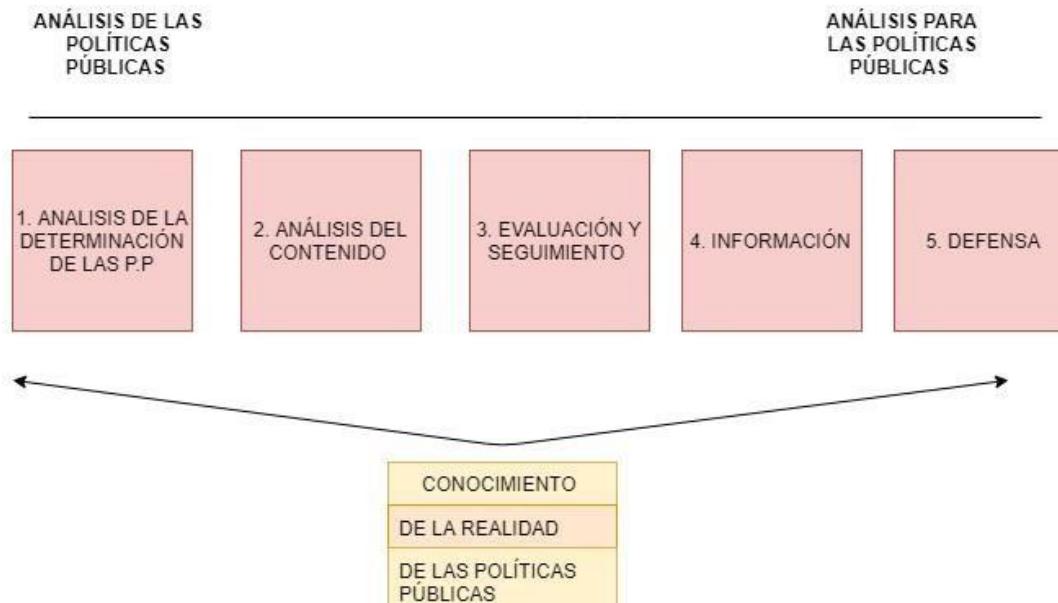 ANÁLISIS DE LAS
POLÍTICAS
PÚBLICAS
ANÁLISIS PARA
LAS POLÍTICAS
PÚBLICAS
1. ANALISIS DE LA
DETERMINACIÓN
DE LAS P.P
2. ANÁLISIS DEL
CONTENIDO
3. EVALUACIÓN Y
SEGUIMIENTO
4. INFORMACIÓN
5. DEFENSA
CONOCIMIENTO
DE LA REALIDAD
DE LAS POLÍTICAS
PÚBLICAS